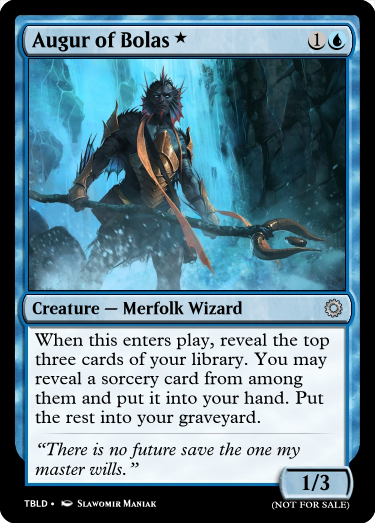 Augur of Bolas ★ 1
Creature — Merfolk Wizard
When this enters play, reveal the top
three cards of your library. You may
reveal a sorcery card from among
them and put it into your hand. Put
the rest into your graveyard.
“There is no future save the one my
master wills.”
1/3
TBLD • Slawomir Maniak
(NOT FOR SALE)